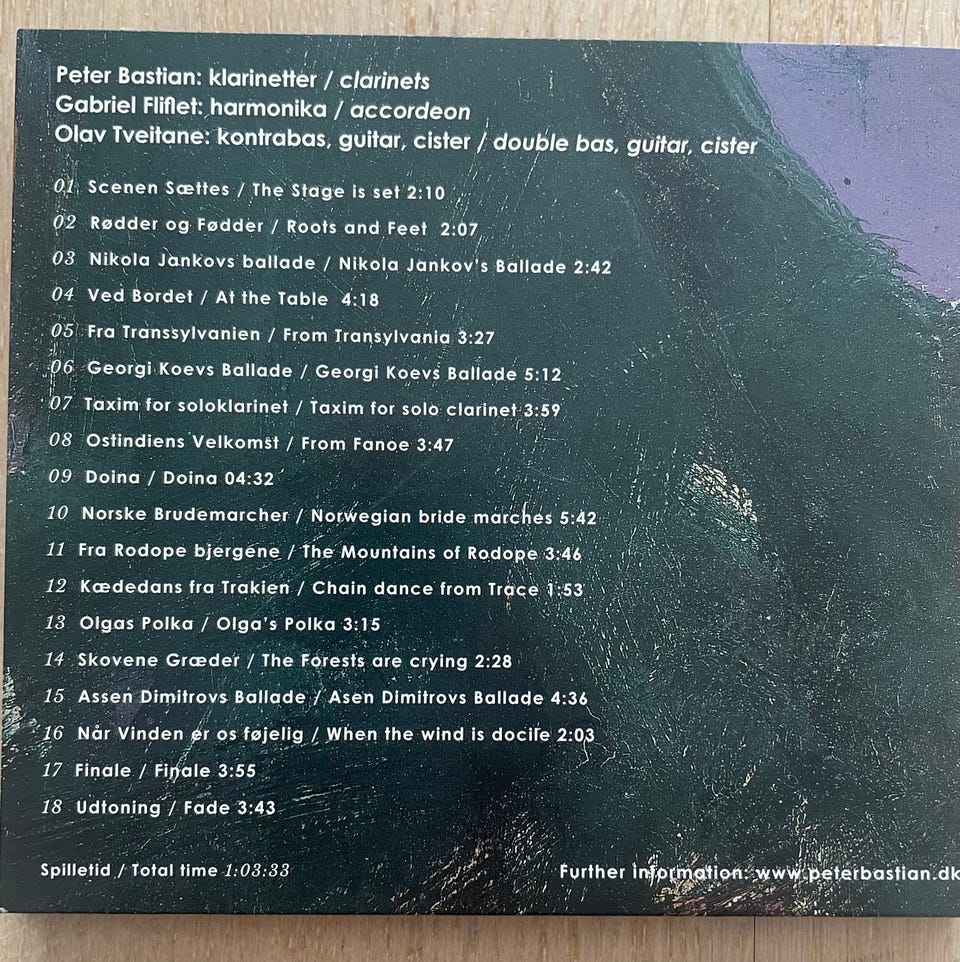 Peter Bastian: klarinetter / clarinets
Gabriel Fliflet: harmonika / accordeon
Olav Tveitane: kontrabas, guitar, cister / double bas, guitar, cister
01 Scenen Sættes / The Stage is set 2:10
02 Rødder og Fødder / Roots and Feet 2:07
03 Nikola Jankovs ballade / Nikola Jankov's Ballade 2:42
04 Ved Bordet / At the Table 4:18
05 Fra Transsylvanien / From Transylvania 3:27
06 Georgi Koevs Ballade / Georgi Koevs Ballade 5:12
07 Taxim for soloklarinet / Taxim for solo clarinet 3:59
08 Ostindiens Velkomst / From Fanoe 3:47
09 Doina / Doina 04:32
10 Norske Brudemarcher / Norwegian bride marches 5:42
11 Fra Rodope bjergene / The Mountains of Rodope 3:46
12 Kædedans fra Trakien / Chain dance from Trace 1:53
13 Olgas Polka / Olga's Polka 3:15
14 Skovene Græder / The Forests are crying 2:28
15 Assen Dimitrovs Ballade / Asen Dimitrovs Ballade 4:36
16 Når Vinden er os føjelig / When the wind is docile 2:03
17 Finale / Finale 3:55
18 Udtoning / Fade 3:43
Spilletid / Total time 1:03:33
Further information: www.peterbastian.dk